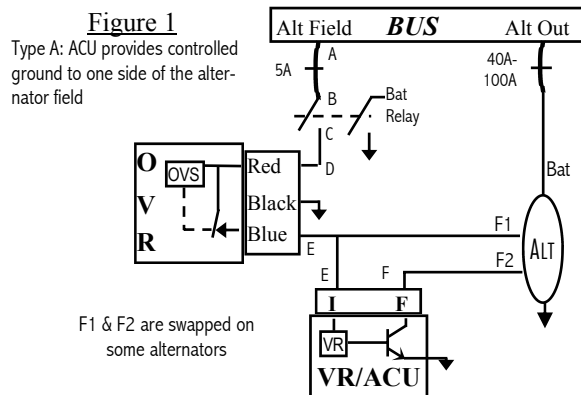 Figure 1
Type A: ACU provides controlled
ground to one side of the alter-
nator field
Alt Field BUS Alt Out
A
5A
40A-
100A
B
Bat
Relay
C
D
Bat
O
V
R
OVS
Red
Black
Blue
E
F1
F2
ALT
E
F
I F
VR
VR/ACU
F1 & F2 are swapped on
some alternators